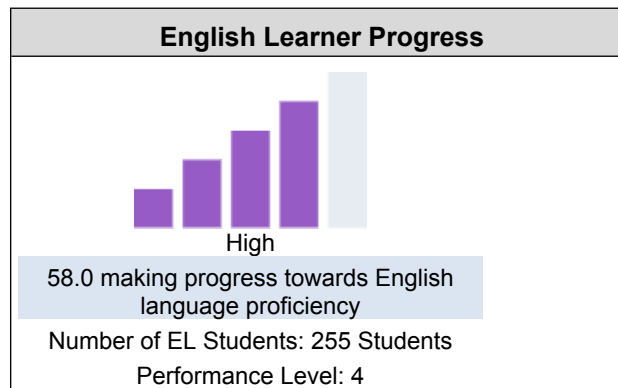 English Learner Progress
High
58.0 making progress towards English
language proficiency
Number of EL Students: 255 Students
Performance Level: 4